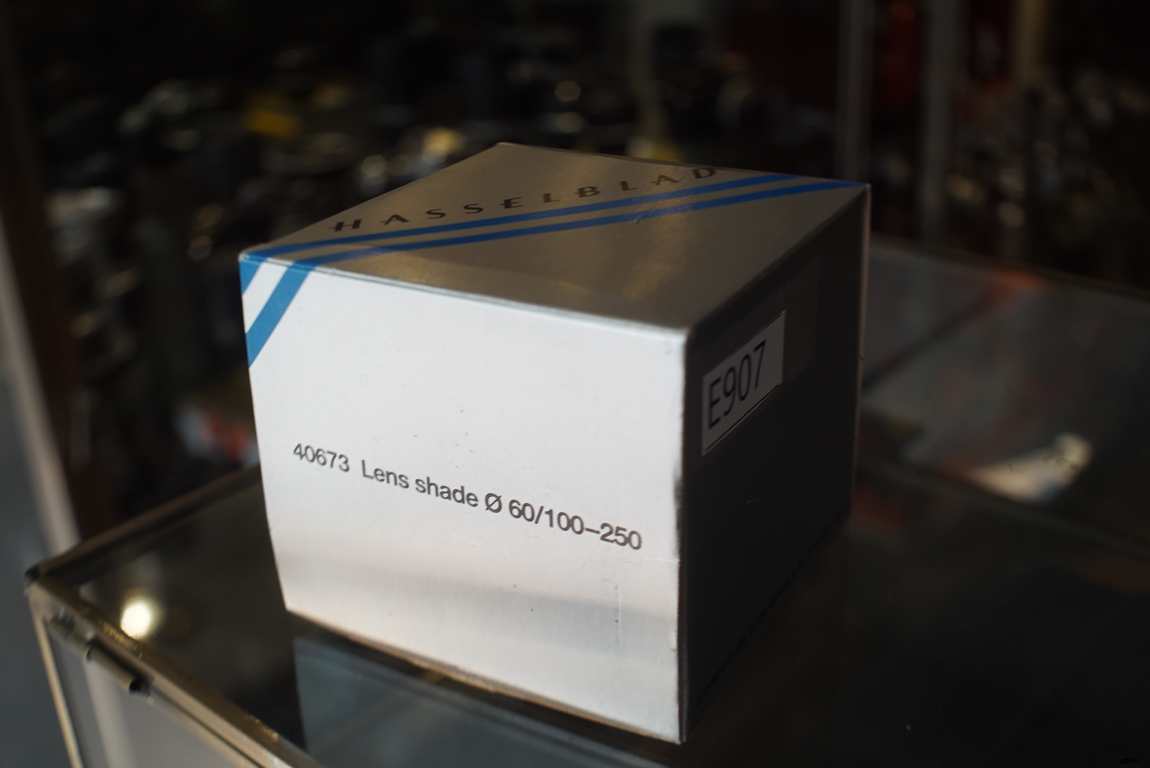 HASSELBLAD
40673 Lens shade Ø 60/100–250
E907